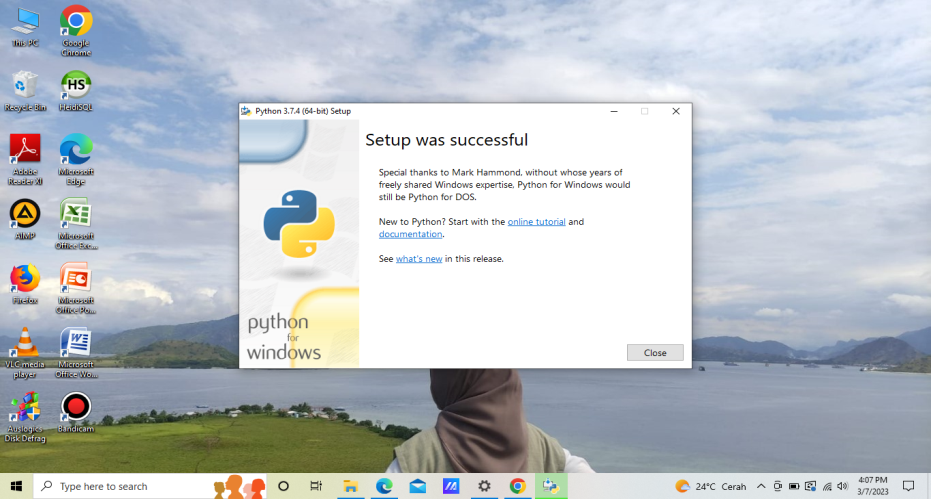 This PC
Google
Chrome
Recycle Bin
HS
HeidiSQL
Adobe
Reader XI
Microsoft
Edge
AIMP
Microsoft
Office Exc...
Firefox
Microsoft
Office Po...
VLC media
player
Microsoft
Office Wo...
Auslogics
Disk Defrag
Bandicam
Python 3.7.4 (64-bit) Setup
Setup was successful
Special thanks to Mark Hammond, without whose years of
freely shared Windows expertise, Python for Windows would
still be Python for DOS.
New to Python? Start with the online tutorial and
documentation.
See what's new in this release.
python
for
windows
Close
Type here to search
24°C Cerah
4:07 PM
3/7/2023